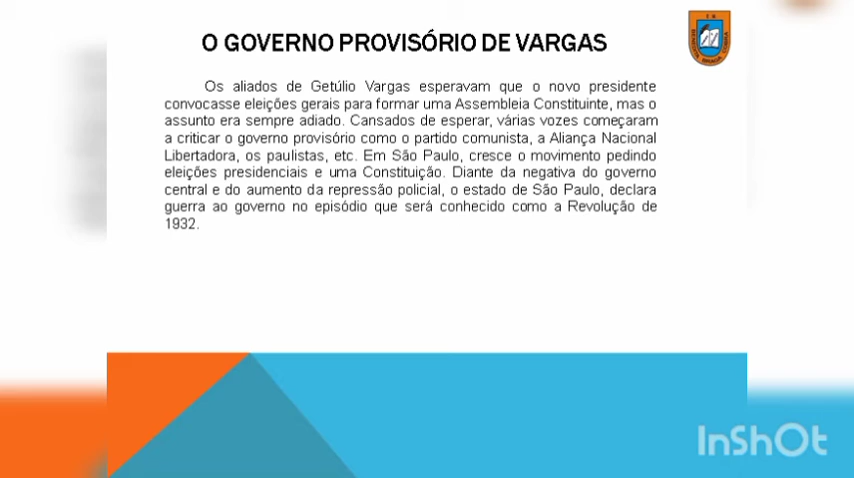 O GOVERNO PROVISÓRIO DE VARGAS
Os aliados de Getúlio Vargas esperavam que o novo presidente
convocasse eleições gerais para formar uma Assembleia Constituinte, mas o
assunto era sempre adiado. Cansados de esperar, várias vozes começaram
a criticar o governo provisório como o partido comunista, a Aliança Nacional
Libertadora, os paulistas, etc. Em São Paulo, cresce o movimento pedindo
eleições presidenciais e uma Constituição. Diante da negativa do governo
central e do aumento da repressão policial, o estado de São Paulo, declara
guerra ao governo no episódio que será conhecido como a Revolução de
1932.
InShOt